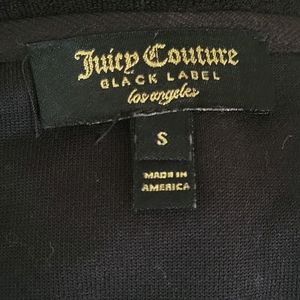 Juicy Couture
BLACK LABEL
los angeles
S
MADE IN
AMERICA